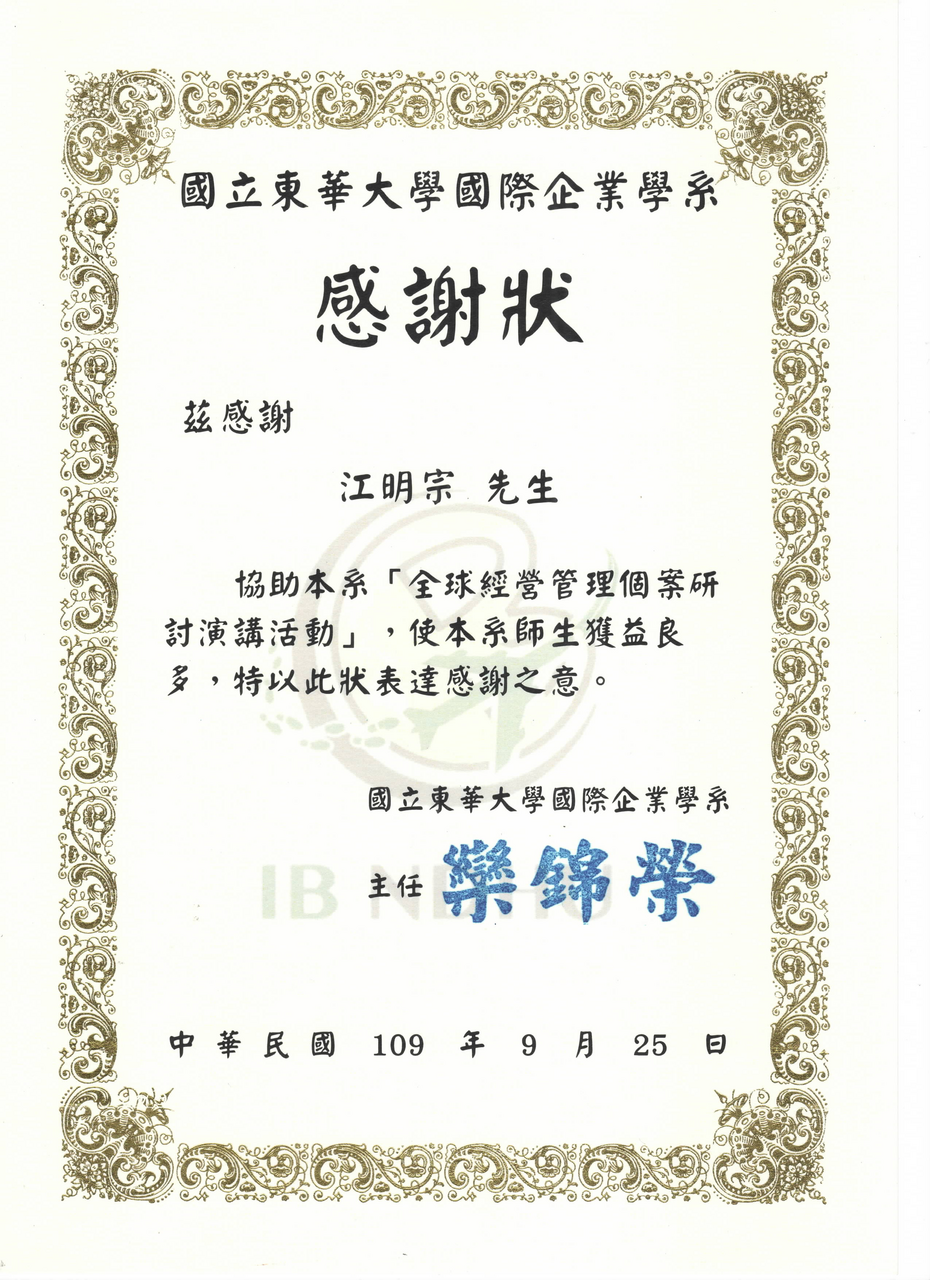 國立東華大學國際企業學系
感謝狀
茲感謝
江明宗 先生
協助本系「全球經營管理個案研
討演講活動」，使本系師生獲益良
多，特以此狀表達感謝之意。
國立東華大學國際企業學系
主任 欒錦榮
IB NDHU
中華民國 109 年 9 月 25 日